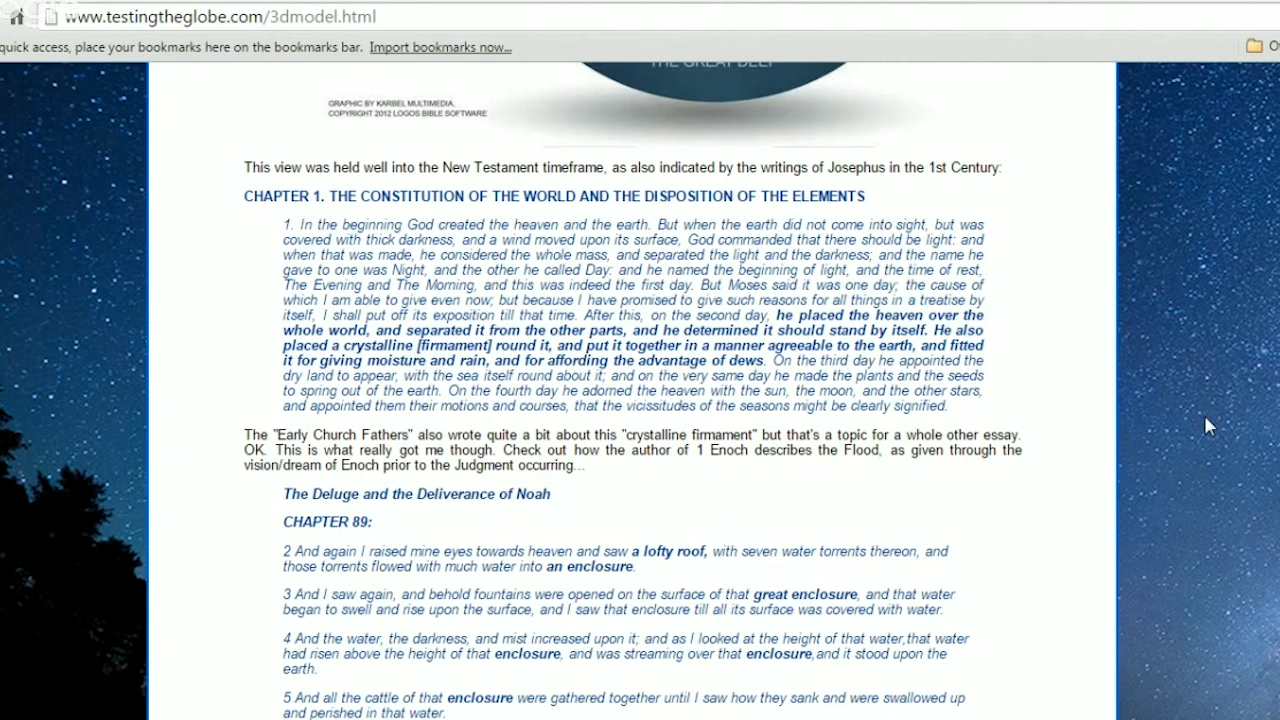 www.testingtheglobe.com/3dmodel.html
quick access, place your bookmarks here on the bookmarks bar. Import bookmarks now...
THE GREAT DEEP
GRAPHIC BY KARBEL MULTIMEDIA,
COPYRIGHT 2012 LOGOS BIBLE SOFTWARE
This view was held well into the New Testament timeframe, as also indicated by the writings of Josephus in the 1st Century:
CHAPTER 1. THE CONSTITUTION OF THE WORLD AND THE DISPOSITION OF THE ELEMENTS
1. In the beginning God created the heaven and the earth. But when the earth did not come into sight, but was
covered with thick darkness, and a wind moved upon its surface, God commanded that there should be light: and
when that was made, he considered the whole mass, and separated the light and the darkness; and the name he
gave to one was Night, and the other he called Day: and he named the beginning of light, and the time of rest,
The Evening and The Morning, and this was indeed the first day. But Moses said it was one day; the cause of
which I am able to give even now; but because I have promised to give such reasons for all things in a treatise by
itself, I shall put off its exposition till that time. After this, on the second day, he placed the heaven over the
whole world, and separated it from the other parts, and he determined it should stand by itself. He also
placed a crystalline [firmament] round it, and put it together in a manner agreeable to the earth, and fitted
it for giving moisture and rain, and for affording the advantage of dews. On the third day he appointed the
dry land to appear, with the sea itself round about it; and on the very same day he made the plants and the seeds
to spring out of the earth. On the fourth day he adorned the heaven with the sun, the moon, and the other stars,
and appointed them their motions and courses, that the vicissitudes of the seasons might be clearly signified.
The "Early Church Fathers" also wrote quite a bit about this "crystalline firmament" but that's a topic for a whole other essay.
OK. This is what really got me though. Check out how the author of 1 Enoch describes the Flood, as given through the
vision/dream of Enoch prior to the Judgment occurring...
The Deluge and the Deliverance of Noah
CHAPTER 89:
2 And again I raised mine eyes towards heaven and saw a lofty roof, with seven water torrents thereon, and
those torrents flowed with much water into an enclosure.
3 And I saw again, and behold fountains were opened on the surface of that great enclosure, and that water
began to swell and rise upon the surface, and I saw that enclosure till all its surface was covered with water.
4 And the water, the darkness, and mist increased upon it; and as I looked at the height of that water,that water
had risen above the height of that enclosure, and was streaming over that enclosure,and it stood upon the
earth.
5 And all the cattle of that enclosure were gathered together until I saw how they sank and were swallowed up
and perished in that water.